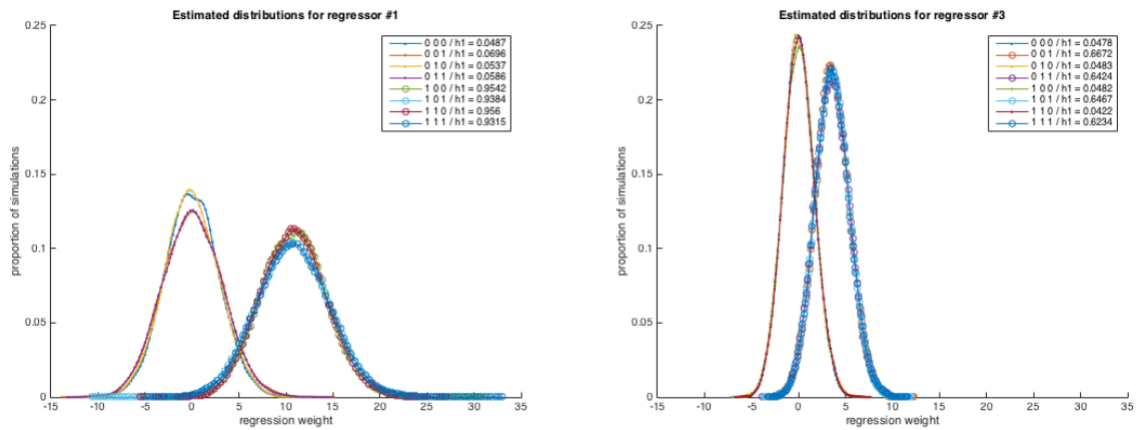 Estimated distributions for regressor #1
0.25
0.2
0.15
0.1
0.05
0
proportion of simulations
0 0 0 / h1 = 0.0487
0 0 1 / h1 = 0.0696
0 1 0 / h1 = 0.0537
0 1 1 / h1 = 0.0586
1 0 0 / h1 = 0.9542
1 0 1 / h1 = 0.9384
1 1 0 / h1 = 0.956
1 1 1 / h1 = 0.9315
-15 -10 -5 0 5 10 15 20 25 30 35
regression weight
Estimated distributions for regressor #3
0.25
0.2
0.15
0.1
0.05
0
proportion of simulations
0 0 0 / h1 = 0.0478
0 0 1 / h1 = 0.6672
0 1 0 / h1 = 0.0483
0 1 1 / h1 = 0.6424
1 0 0 / h1 = 0.0482
1 0 1 / h1 = 0.6467
1 1 0 / h1 = 0.0422
1 1 1 / h1 = 0.6234
-15 -10 -5 0 5 10 15 20 25 30 35
regression weight